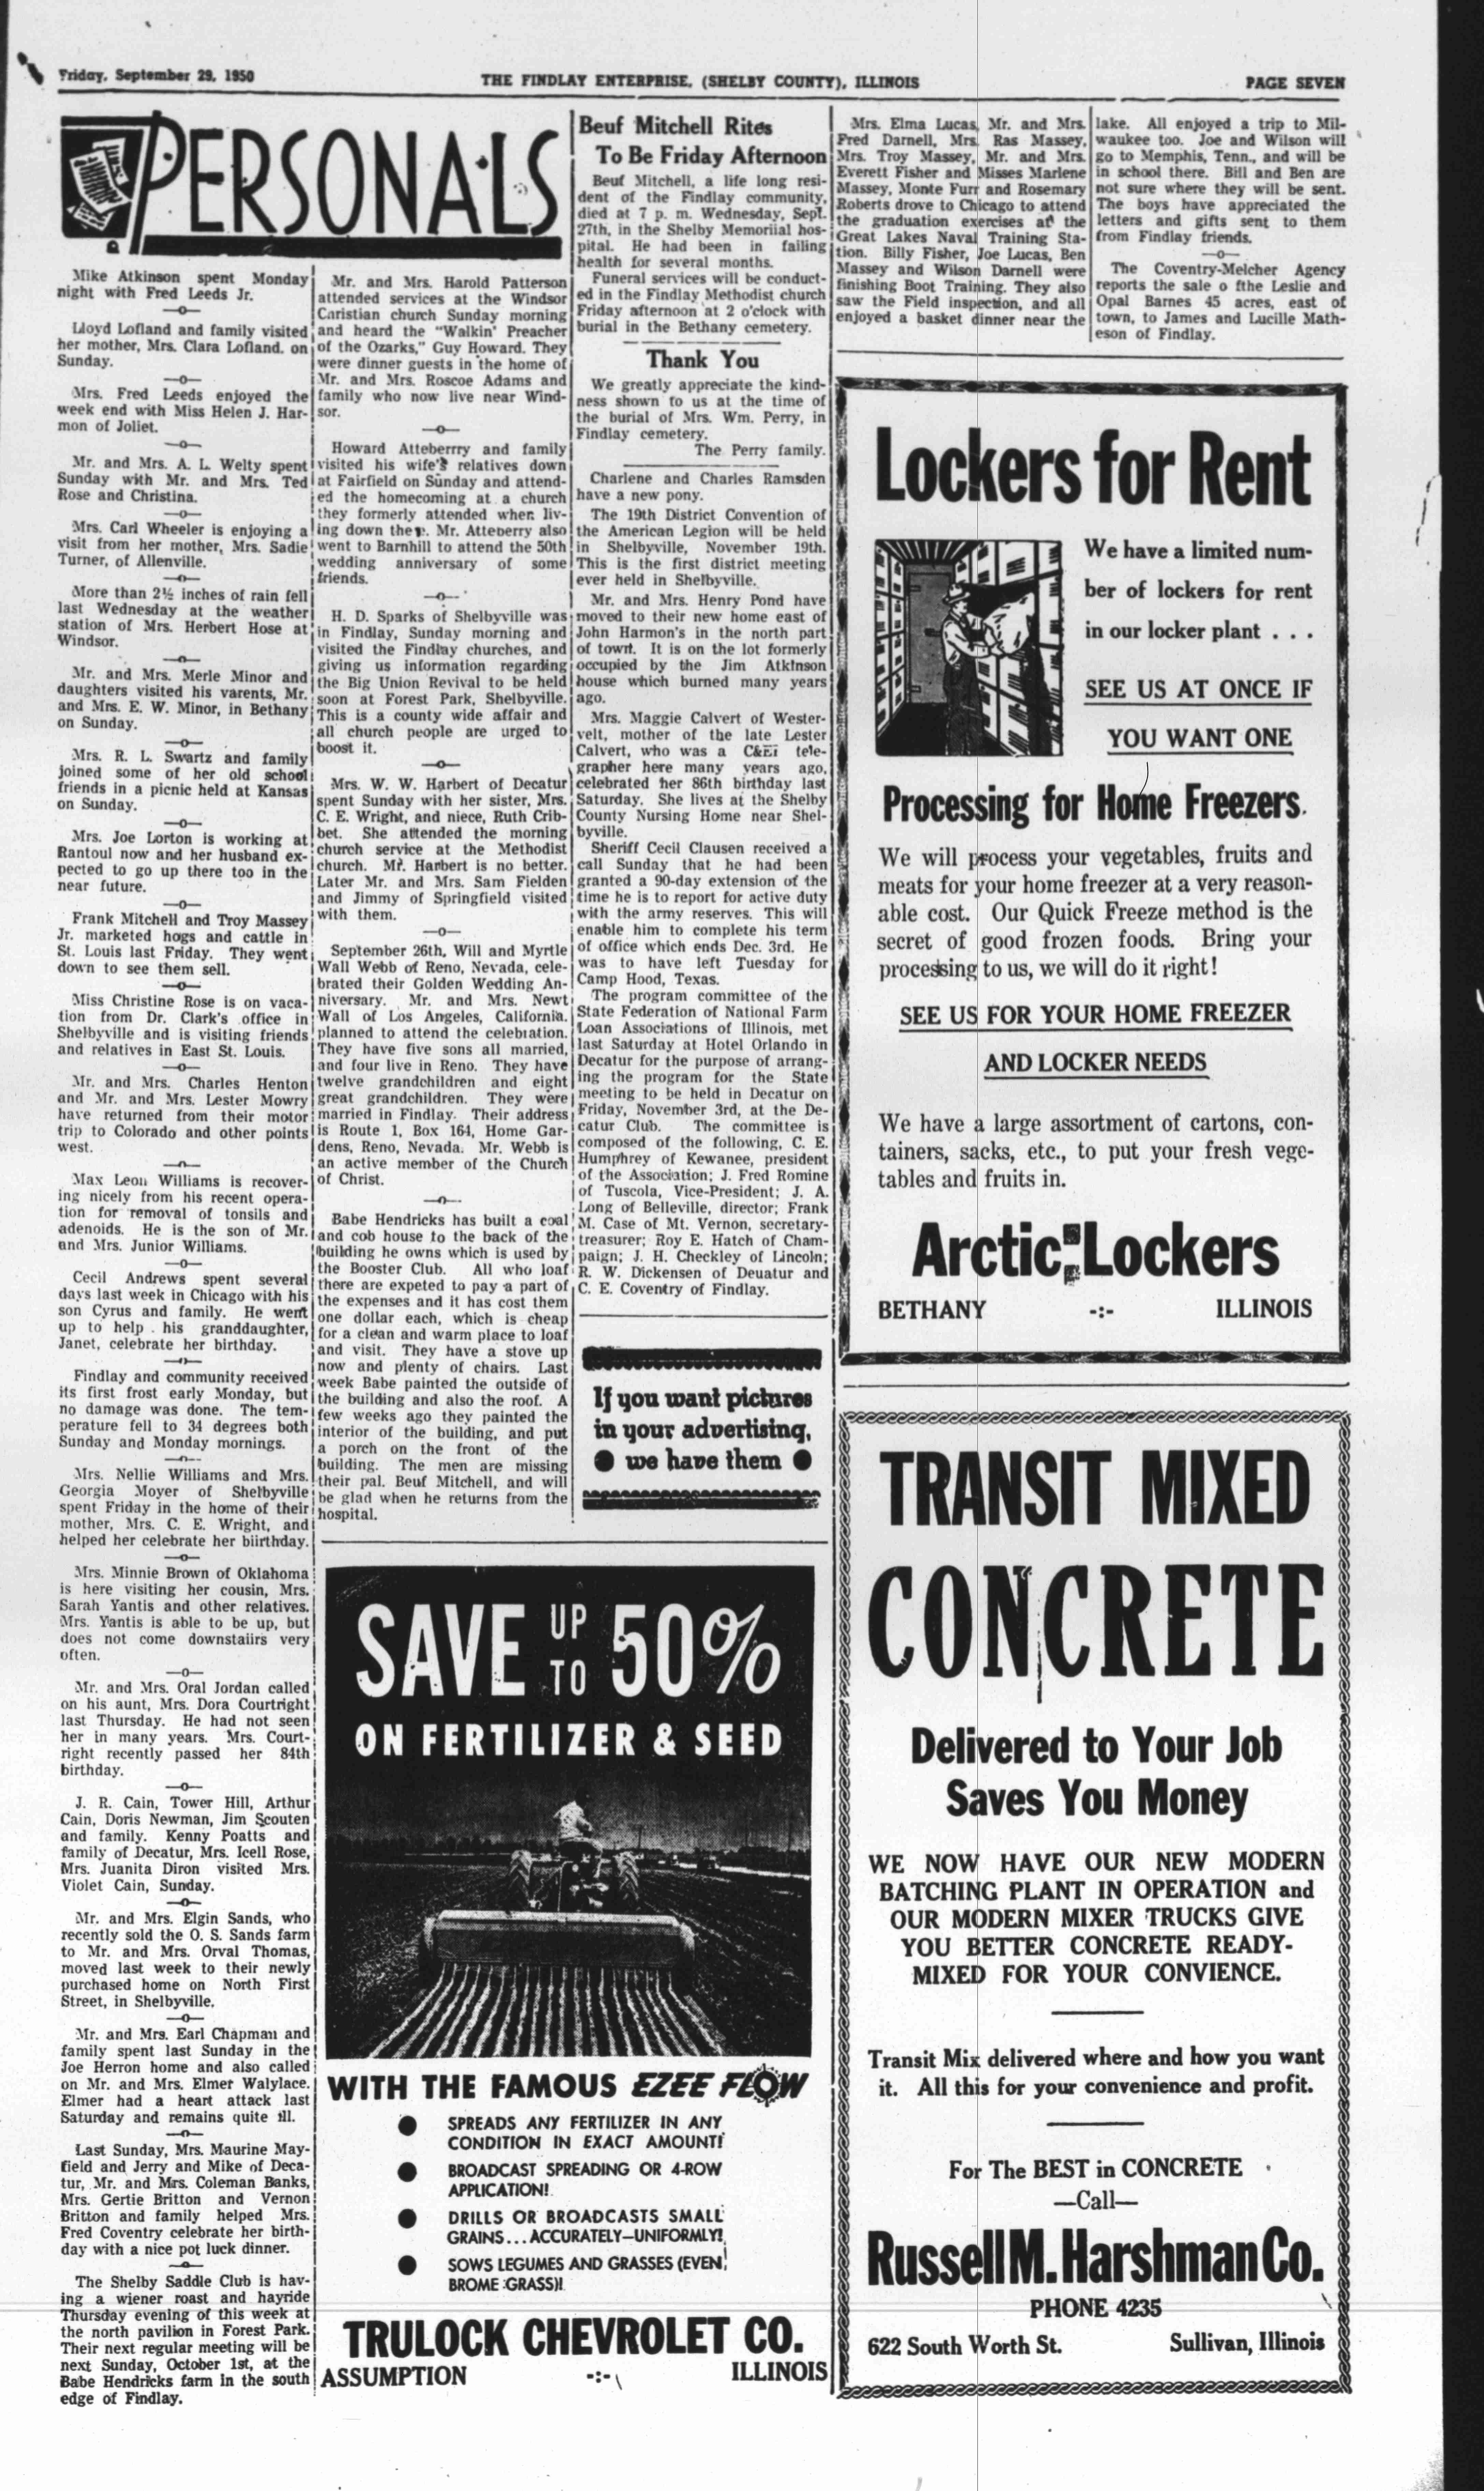 Friday, September 29, 1950
THE FINDLAY ENTERPRISE, (SHELBY COUNTY), ILLINOIS
PAGE SEVEN
PERSONALS
Mike Atkinson spent Monday
night with Fred Leeds Jr.
—o—
Lloyd Lofland and family visited
her mother, Mrs. Clara Lofland, on
Sunday.
—o—
Mrs. Fred Leeds enjoyed the
week end with Miss Helen J. Har-
mon of Joliet.
—o—
Mr. and Mrs. A. L. Welty spent
Sunday with Mr. and Mrs. Ted
Rose and Christina.
—o—
Mrs. Carl Wheeler is enjoying a
visit from her mother, Mrs. Sadie
Turner, of Allenville.
—o—
More than 2½ inches of rain fell
last Wednesday at the weather
station of Mrs. Herbert Hose at
Windsor.
—o—
Mr. and Mrs. Merle Minor and
daughters visited his varents, Mr.
and Mrs. E. W. Minor, in Bethany
on Sunday.
—o—
Mrs. R. L. Swartz and family
joined some of her old school
friends in a picnic held at Kansas
on Sunday.
—o—
Mrs. Joe Lorton is working at
Rantoul now and her husband ex-
pected to go up there too in the
near future.
—o—
Frank Mitchell and Troy Massey
Jr. marketed hogs and cattle in
St. Louis last Friday. They went
down to see them sell.
—o—
Miss Christine Rose is on vaca-
tion from Dr. Clark's office in
Shelbyville and is visiting friends
and relatives in East St. Louis.
—o—
Mr. and Mrs. Charles Henton
and Mr. and Mrs. Lester Mowry
have returned from their motor
trip to Colorado and other points
west.
—o—
Max Leon Williams is recover-
ing nicely from his recent opera-
tion for removal of tonsils and
adenoids. He is the son of Mr.
and Mrs. Junior Williams.
—o—
Cecil Andrews spent several
days last week in Chicago with his
son Cyrus and family. He went
up to help his granddaughter,
Janet, celebrate her birthday.
—o—
Findlay and community received
its first frost early Monday, but
no damage was done. The tem-
perature fell to 34 degrees both
Sunday and Monday mornings.
—o—
Mrs. Nellie Williams and Mrs.
Georgia Moyer of Shelbyville
spent Friday in the home of their
mother, Mrs. C. E. Wright, and
helped her celebrate her biirthday.
—o—
Mrs. Minnie Brown of Oklahoma
is here visiting her cousin, Mrs.
Sarah Yantis and other relatives.
Mrs. Yantis is able to be up, but
does not come downstaiirs very
often.
—o—
Mr. and Mrs. Oral Jordan called
on his aunt, Mrs. Dora Courtright
last Thursday. He had not seen
her in many years. Mrs. Court-
right recently passed her 84th
birthday.
—o—
J. R. Cain, Tower Hill, Arthur
Cain, Doris Newman, Jim Scouten
and family. Kenny Poatts and
family of Decatur, Mrs. Icell Rose,
Mrs. Juanita Diron visited Mrs.
Violet Cain, Sunday.
—o—
Mr. and Mrs. Elgin Sands, who
recently sold the O. S. Sands farm
to Mr. and Mrs. Orval Thomas,
moved last week to their newly
purchased home on North First
Street, in Shelbyville.
—o—
Mr. and Mrs. Earl Chapman and
family spent last Sunday in the
Joe Herron home and also called
on Mr. and Mrs. Elmer Walylace.
Elmer had a heart attack last
Saturday and remains quite ill.
—o—
Last Sunday, Mrs. Maurine May-
field and Jerry and Mike of Deca-
tur, Mr. and Mrs. Coleman Banks,
Mrs. Gertie Britton and Vernon
Britton and family helped Mrs.
Fred Coventry celebrate her birth-
day with a nice pot luck dinner.
—o—
The Shelby Saddle Club is hav-
ing a wiener roast and hayride
Thursday evening of this week at
the north pavilion in Forest Park.
Their next regular meeting will be
next Sunday, October 1st, at the
Babe Hendricks farm in the south
edge of Findlay.
Mr. and Mrs. Harold Patterson
attended services at the Windsor
Caristian church Sunday morning
and heard the "Walkin' Preacher
of the Ozarks," Guy Howard. They
were dinner guests in the home of
Mr. and Mrs. Roscoe Adams and
family who now live near Wind-
sor.
—o—
Howard Atteberrry and family
visited his wife's relatives down
at Fairfield on Sunday and attend-
ed the homecoming at a church
they formerly attended when liv-
ing down there. Mr. Atteberry also
went to Barnhill to attend the 50th
wedding anniversary of some
friends.
—o—
H. D. Sparks of Shelbyville was
in Findlay, Sunday morning and
visited the Findlay churches, and
giving us information regarding
the Big Union Revival to be held
soon at Forest Park, Shelbyville.
This is a county wide affair and
all church people are urged to
boost it.
—o—
Mrs. W. W. Harbert of Decatur
spent Sunday with her sister, Mrs.
C. E. Wright, and niece, Ruth Crib-
bet. She attended the morning
church service at the Methodist
church. Mr. Harbert is no better.
Later Mr. and Mrs. Sam Fielden
and Jimmy of Springfield visited
with them.
—o—
September 26th, Will and Myrtle
Wall Webb of Reno, Nevada, cele-
brated their Golden Wedding An-
niversary. Mr. and Mrs. Newt
Wall of Los Angeles, California.
planned to attend the celebration.
They have five sons all married,
and four live in Reno. They have
twelve grandchildren and eight
great grandchildren. They were
married in Findlay. Their address
is Route 1, Box 164, Home Gar-
dens, Reno, Nevada. Mr. Webb is
an active member of the Church
of Christ.
—o—
Babe Hendricks has built a coal
and cob house to the back of the
building he owns which is used by
the Booster Club. All who loaf
there are expeted to pay a part of
the expenses and it has cost them
one dollar each, which is cheap
for a clean and warm place to loaf
and visit. They have a stove up
now and plenty of chairs. Last
week Babe painted the outside of
the building and also the roof. A
few weeks ago they painted the
interior of the building, and put
a porch on the front of the
building. The men are missing
their pal. Beuf Mitchell, and will
be glad when he returns from the
hospital.
Beuf Mitchell Rites
To Be Friday Afternoon
Beuf Mitchell, a life long resi-
dent of the Findlay community,
died at 7 p. m. Wednesday, Sept.
27th, in the Shelby Memoriial hos-
pital. He had been in failing
health for several months.
Funeral services will be conduct-
ed in the Findlay Methodist church
Friday afternoon at 2 o'clock with
burial in the Bethany cemetery.
Thank You
We greatly appreciate the kind-
ness shown to us at the time of
the burial of Mrs. Wm. Perry, in
Findlay cemetery.
The Perry family.
Charlene and Charles Ramsden
have a new pony.
The 19th District Convention of
the American Legion will be held
in Shelbyville, November 19th.
This is the first district meeting
ever held in Shelbyville.
Mr. and Mrs. Henry Pond have
moved to their new home east of
John Harmon's in the north part
of town. It is on the lot formerly
occupied by the Jim Atkinson
house which burned many years
ago.
Mrs. Maggie Calvert of Wester-
velt, mother of the late Lester
Calvert, who was a C&Ei tele-
grapher here many years ago,
celebrated her 86th birthday last
Saturday. She lives at the Shelby
County Nursing Home near Shel-
byville.
Sheriff Cecil Clausen received a
call Sunday that he had been
granted a 90-day extension of the
time he is to report for active duty
with the army reserves. This will
enable him to complete his term
of office which ends Dec. 3rd. He
was to have left Tuesday for
Camp Hood, Texas.
The program committee of the
State Federation of National Farm
Loan Associations of Illinois, met
last Saturday at Hotel Orlando in
Decatur for the purpose of arrang-
ing the program for the State
meeting to be held in Decatur on
Friday, November 3rd, at the De-
catur Club. The committee is
composed of the following, C. E.
Humphrey of Kewanee, president
of the Association; J. Fred Romine
of Tuscola, Vice-President; J. A.
Long of Belleville, director; Frank
M. Case of Mt. Vernon, secretary-
treasurer; Roy E. Hatch of Cham-
paign; J. H. Checkley of Lincoln;
R. W. Dickensen of Deuatur and
C. E. Coventry of Findlay.
If you want pictures
in your advertising,
● we have them ●
Mrs. Elma Lucas, Mr. and Mrs.
Fred Darnell, Mrs. Ras Massey,
Mrs. Troy Massey, Mr. and Mrs.
Everett Fisher and Misses Marlene
Massey, Monte Furr and Rosemary
Roberts drove to Chicago to attend
the graduation exercises at the
Great Lakes Naval Training Sta-
tion. Billy Fisher, Joe Lucas, Ben
Massey and Wilson Darnell were
finishing Boot Training. They also
saw the Field inspection, and all
enjoyed a basket dinner near the
lake. All enjoyed a trip to Mil-
waukee too. Joe and Wilson will
go to Memphis, Tenn., and will be
in school there. Bill and Ben are
not sure where they will be sent.
The boys have appreciated the
letters and gifts sent to them
from Findlay friends.
—o—
The Coventry-Melcher Agency
reports the sale o fthe Leslie and
Opal Barnes 45 acres, east of
town, to James and Lucille Math-
eson of Findlay.
Lockers for Rent
We have a limited num-
ber of lockers for rent
in our locker plant . . .
SEE US AT ONCE IF
YOU WANT ONE
Processing for Home Freezers.
We will process your vegetables, fruits and
meats for your home freezer at a very reason-
able cost. Our Quick Freeze method is the
secret of good frozen foods. Bring your
processing to us, we will do it right!
SEE US FOR YOUR HOME FREEZER
AND LOCKER NEEDS
We have a large assortment of cartons, con-
tainers, sacks, etc., to put your fresh vege-
tables and fruits in.
Arctic Lockers
BETHANY -:- ILLINOIS
SAVE UP TO 50%
ON FERTILIZER & SEED
WITH THE FAMOUS EZEE FLOW
● SPREADS ANY FERTILIZER IN ANY
CONDITION IN EXACT AMOUNT!
● BROADCAST SPREADING OR 4-ROW
APPLICATION!
● DRILLS OR BROADCASTS SMALL
GRAINS...ACCURATELY—UNIFORMLY!
● SOWS LEGUMES AND GRASSES (EVEN
BROME GRASS)!
TRULOCK CHEVROLET CO.
ASSUMPTION -:- ILLINOIS
TRANSIT MIXED
CONCRETE
Delivered to Your Job
Saves You Money
WE NOW HAVE OUR NEW MODERN
BATCHING PLANT IN OPERATION and
OUR MODERN MIXER TRUCKS GIVE
YOU BETTER CONCRETE READY-
MIXED FOR YOUR CONVIENCE.
Transit Mix delivered where and how you want
it. All this for your convenience and profit.
For The BEST in CONCRETE
—Call—
Russell M. Harshman Co.
PHONE 4235
622 South Worth St. Sullivan, Illinois